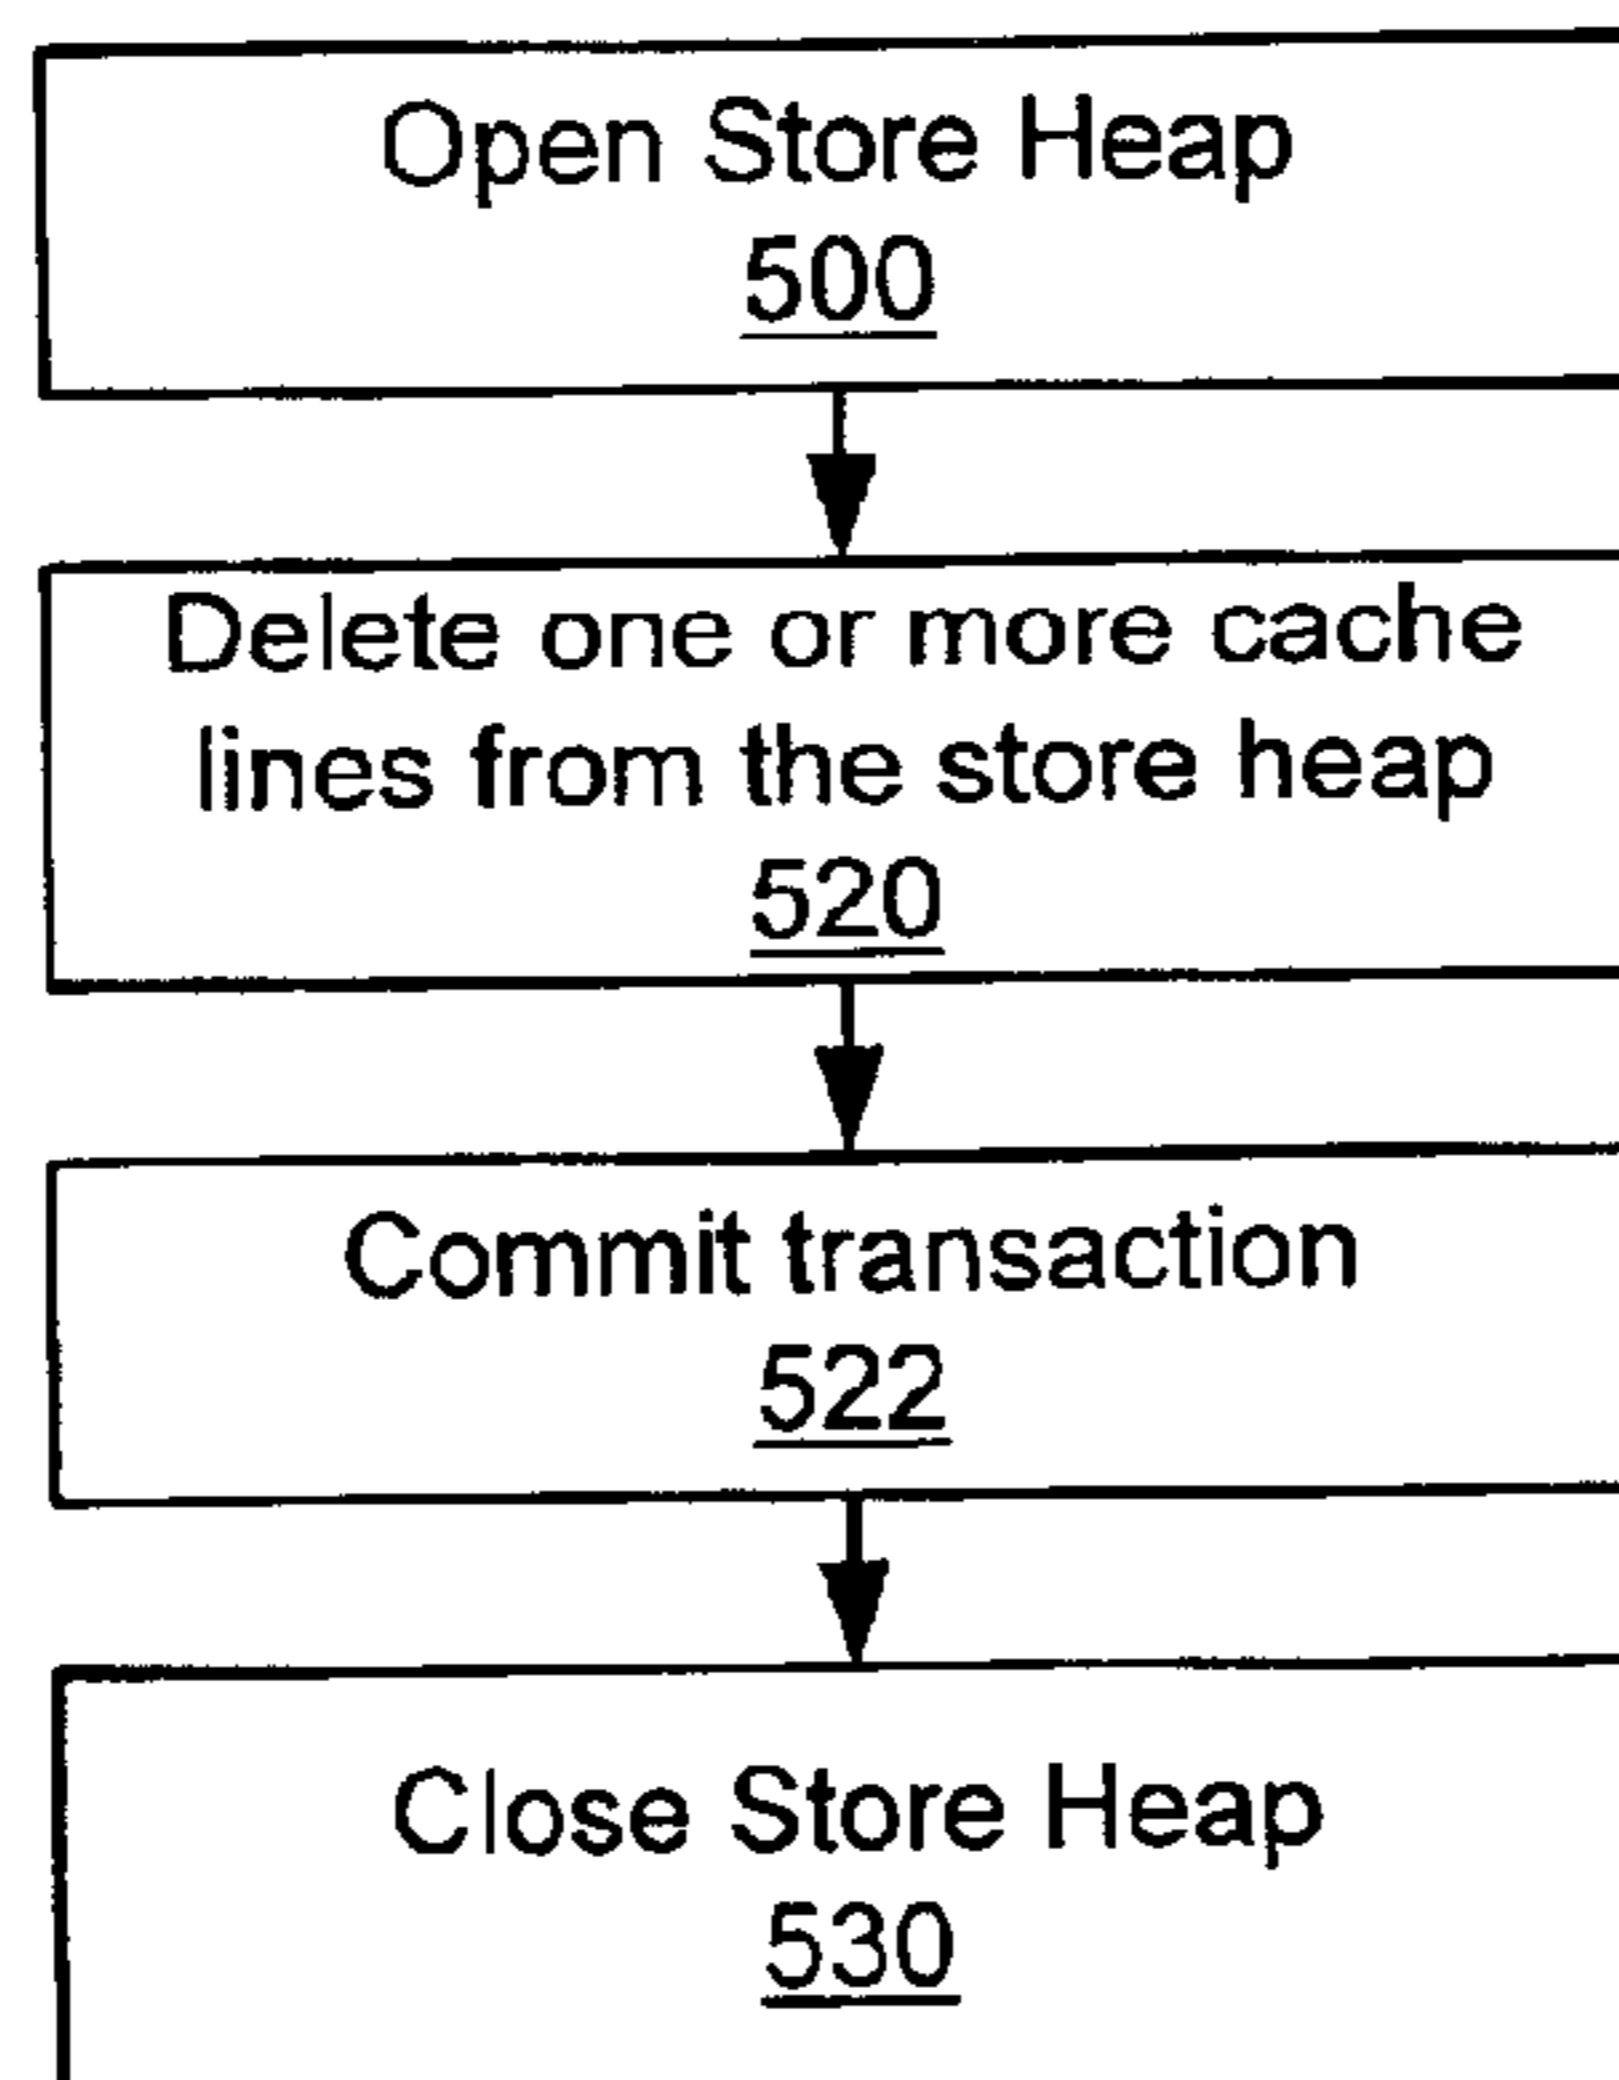 Open Store Heap
500
Delete one or more cache
lines from the store heap
520
Commit transaction
522
Close Store Heap
530